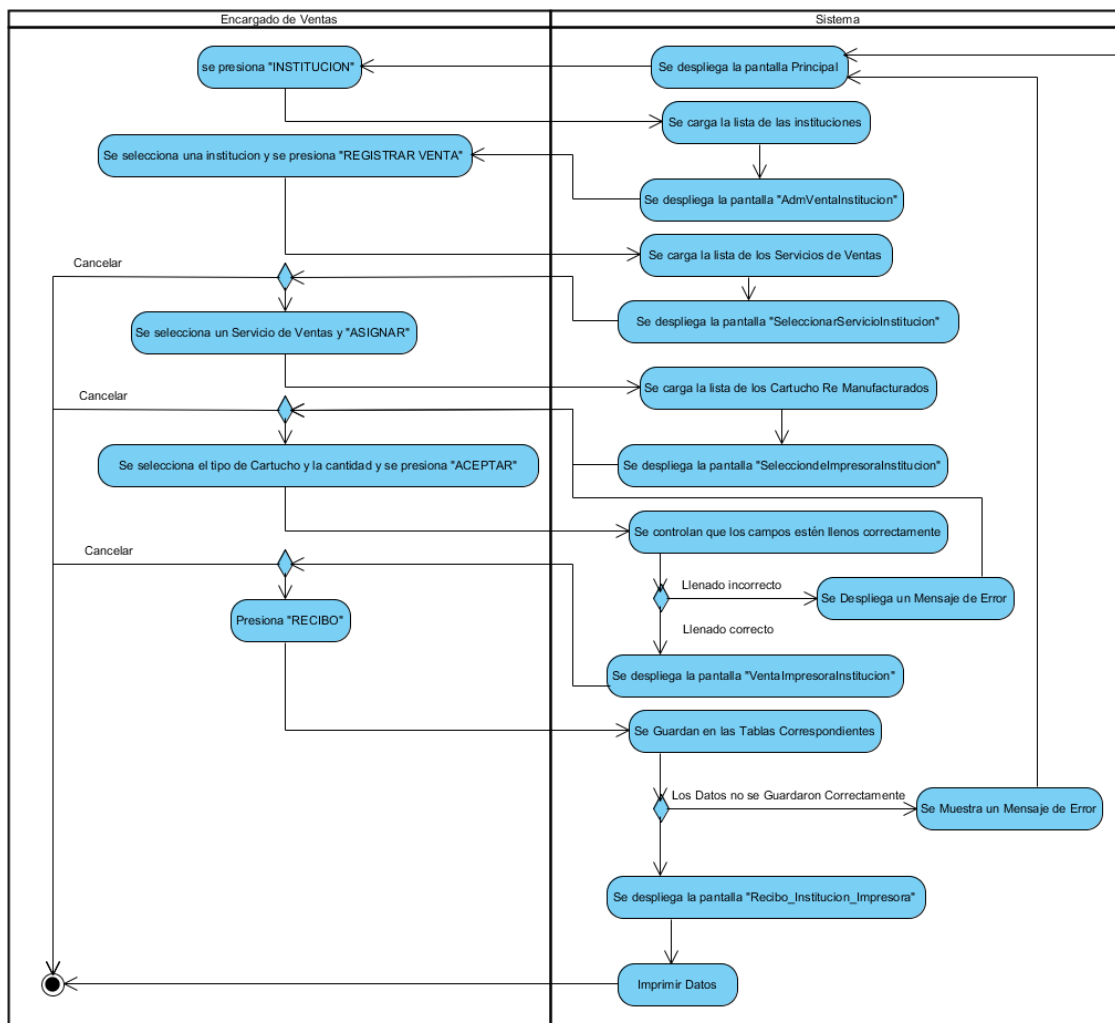 Encargado de Ventas
Sistema
se presiona "INSTITUCION"
Se despliega la pantalla Principal
Se carga la lista de las instituciones
Se selecciona una institucion y se presiona "REGISTRAR VENTA"
Se despliega la pantalla "AdmVentaInstitucion"
Se carga la lista de los Servicios de Ventas
Cancelar
Se selecciona un Servicio de Ventas y "ASIGNAR"
Se despliega la pantalla "SeleccionarServicioInstitucion"
Se carga la lista de los Cartucho Re Manufacturados
Cancelar
Se selecciona el tipo de Cartucho y la cantidad y se presiona "ACEPTAR"
Se despliega la pantalla "SelecciondeImpresoraInstitucion"
Se controlan que los campos estén llenos correctamente
Cancelar
Llenado incorrecto
Se Despliega un Mensaje de Error
Presiona "RECIBO"
Llenado correcto
Se despliega la pantalla "VentaImpresoraInstitucion"
Se Guardan en las Tablas Correspondientes
Los Datos no se Guardaron Correctamente
Se Muestra un Mensaje de Error
Se despliega la pantalla "Recibo_Institucion_Impresora"
Imprimir Datos